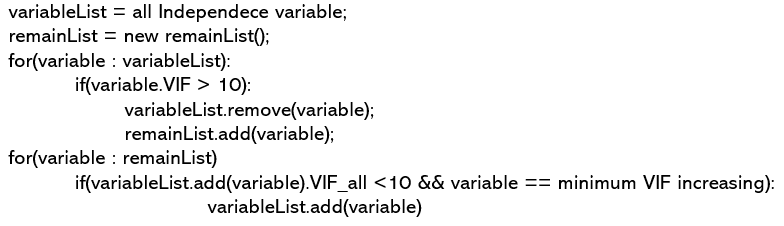 variableList = all Independece variable;
remainList = new remainList();
for(variable : variableList):
if(variable.VIF > 10):
variableList.remove(variable);
remainList.add(variable);
for(variable : remainList)
if(variableList.add(variable).VIF_all <10 && variable == minimum VIF increasing):
variableList.add(variable)